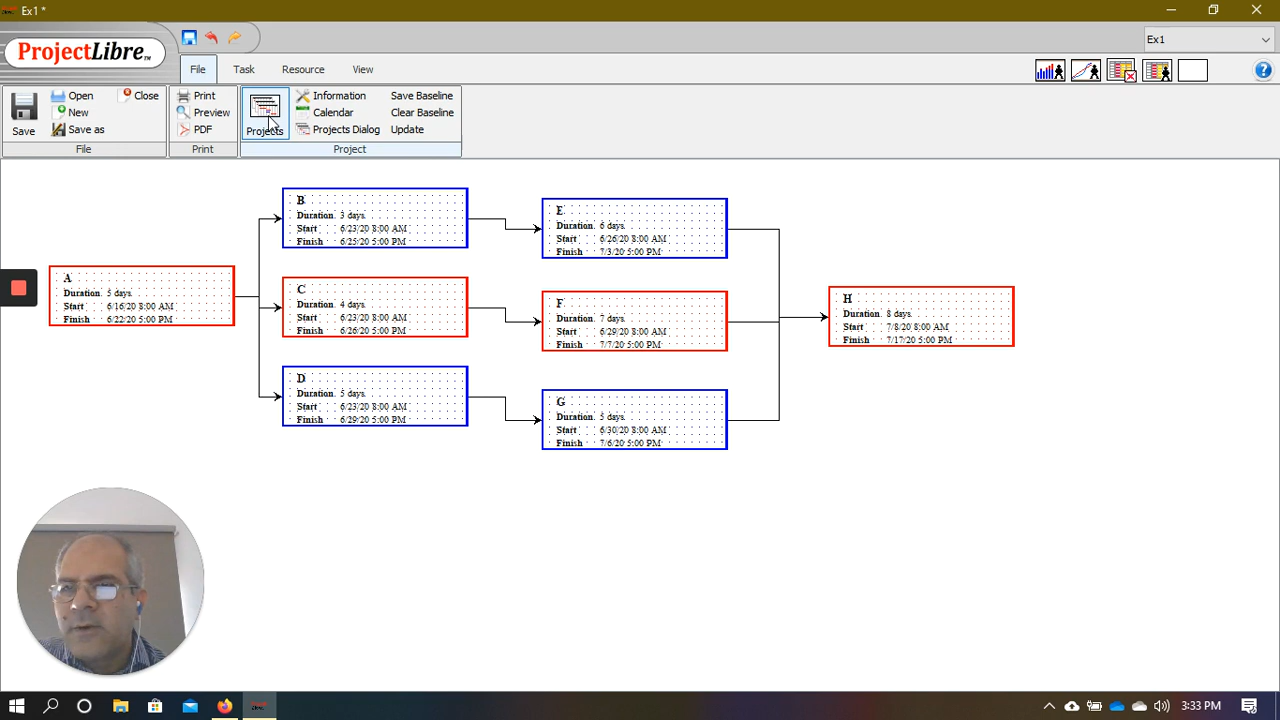 Ex1 *
ProjectLibre™
Ex1
File
Task
Resource
View
Save
Open
New
Save as
Close
File
Print
Preview
PDF
Print
Projects
Information
Calendar
Projects Dialog
Save Baseline
Clear Baseline
Update
Project
A
Duration. 5 days.
Start 6/16/20 8:00 AM
Finish 6/22/20 5:00 PM
B
Duration. 3 days.
Start 6/23/20 8:00 AM
Finish 6/25/20 5:00 PM
C
Duration. 4 days.
Start 6/23/20 8:00 AM
Finish 6/26/20 5:00 PM
D
Duration. 5 days.
Start 6/23/20 8:00 AM
Finish 6/29/20 5:00 PM
E
Duration. 6 days.
Start 6/26/20 8:00 AM
Finish 7/3/20 5:00 PM
F
Duration. 7 days.
Start 6/29/20 8:00 AM
Finish 7/7/20 5:00 PM
G
Duration. 5 days.
Start 6/30/20 8:00 AM
Finish 7/6/20 5:00 PM
H
Duration. 8 days.
Start 7/8/20 8:00 AM
Finish 7/17/20 5:00 PM
3:33 PM